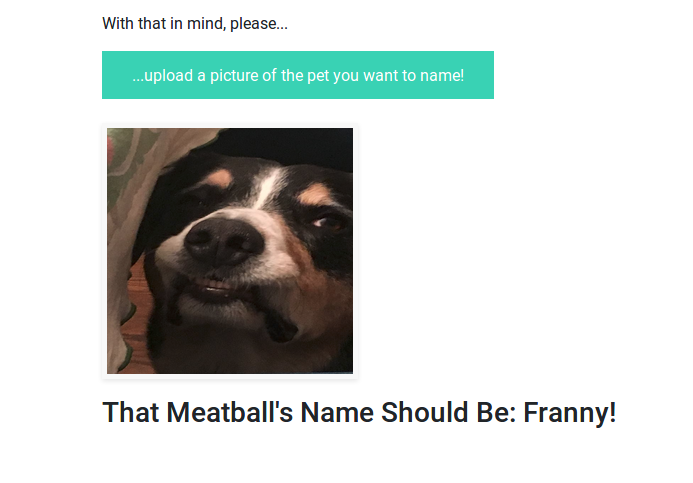 With that in mind, please...
...upload a picture of the pet you want to name!
That Meatball's Name Should Be: Franny!